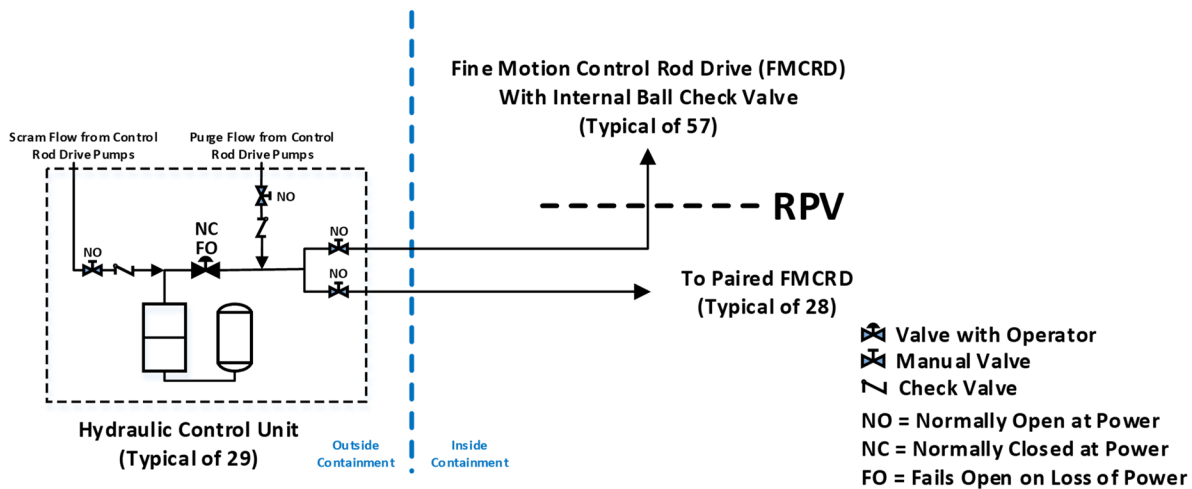 Fine Motion Control Rod Drive (FMCRD)
With Internal Ball Check Valve
(Typical of 57)
Scram Flow from Control
Rod Drive Pumps
Purge Flow from Control
Rod Drive Pumps
NO
NC
FO
NO
NO
NO
RPV
To Paired FMCRD
(Typical of 28)
Hydraulic Control Unit
(Typical of 29)
Outside
Containment
Inside
Containment
Valve with Operator
Manual Valve
Check Valve
NO = Normally Open at Power
NC = Normally Closed at Power
FO = Fails Open on Loss of Power